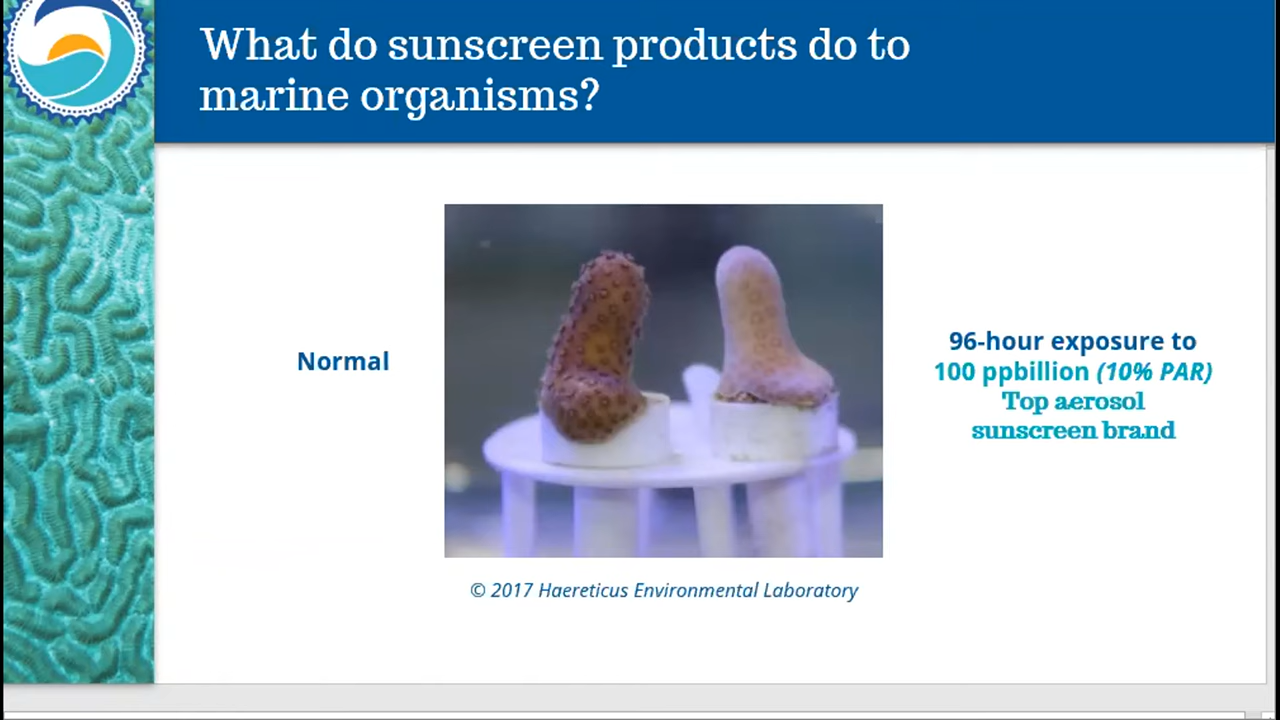 What do sunscreen products do to
marine organisms?
Normal
96-hour exposure to
100 ppbillion (10% PAR)
Top aerosol
sunscreen brand
© 2017 Haereticus Environmental Laboratory